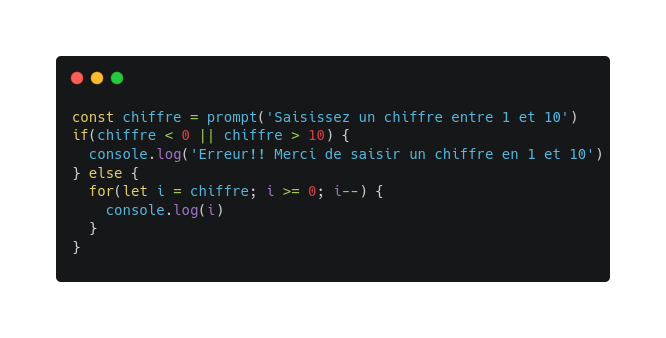 const chiffre = prompt('Saisissez un chiffre entre 1 et 10')
if(chiffre < 0 || chiffre > 10) {
  console.log('Erreur!! Merci de saisir un chiffre en 1 et 10')
} else {
  for(let i = chiffre; i >= 0; i--) {
    console.log(i)
  }
}